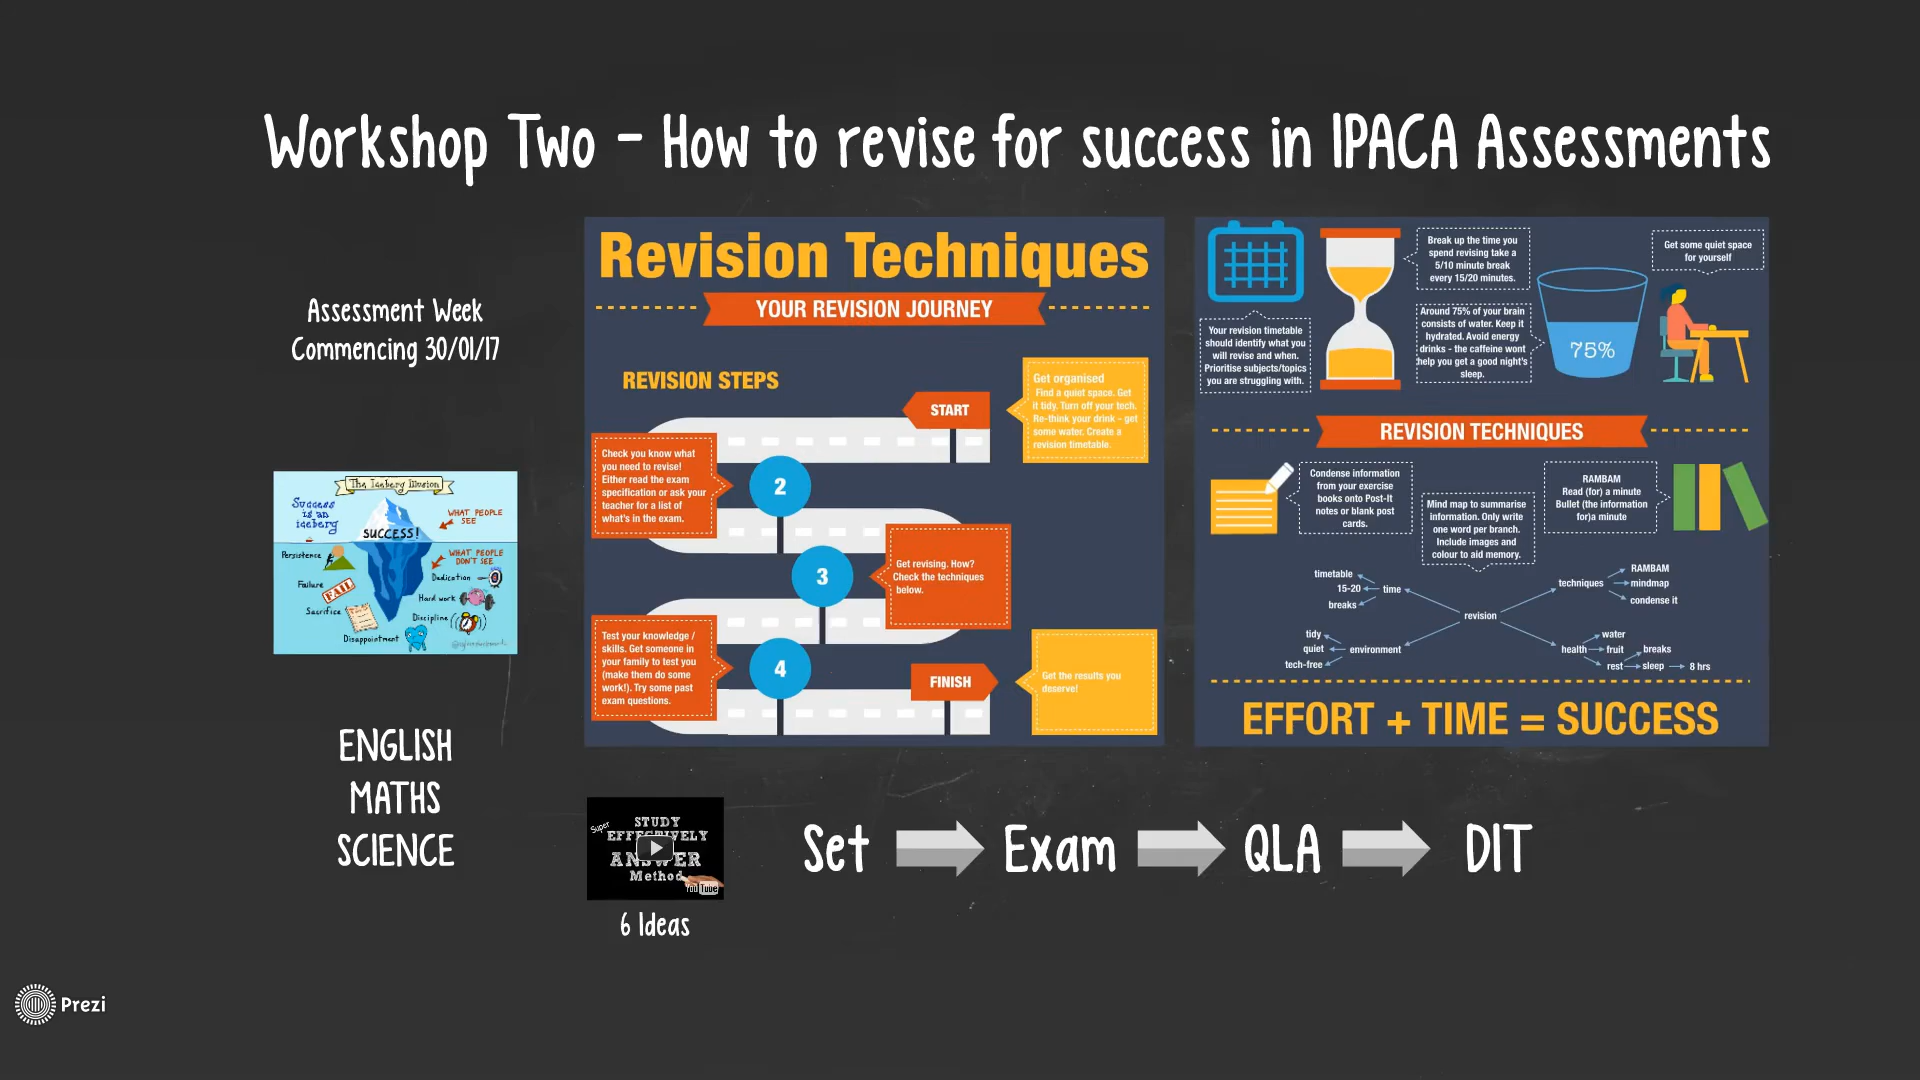 Workshop Two - How to revise for success in IPACA Assessments
Assessment Week
Commencing 30/01/17
The Iceberg Illusion
Success
is an
iceberg
WHAT PEOPLE
SEE
SUCCESS!
Persistence
WHAT PEOPLE
DON'T SEE
Dedication
Failure
FAIL
Hard work
Sacrifice
Discipline
Disappointment
ENGLISH
MATHS
SCIENCE
Revision Techniques
YOUR REVISION JOURNEY
REVISION STEPS
START
Get organised
Find a quiet space. Get
it tidy. Turn off your tech.
Re-think your drink - get
some water. Create a
revision timetable.
Check you know what
you need to revise!
Either read the exam
specification or ask your
teacher for a list of
what's in the exam.
2
3
Get revising. How?
Check the techniques
below.
Test your knowledge /
skills. Get someone in
your family to test you
(make them do some
work!). Try some past
exam questions.
4
FINISH
Get the results you
deserve!
Your revision timetable
should identify what you
will revise and when.
Prioritise subjects/topics
you are struggling with.
Break up the time you
spend revising take a
5/10 minute break
every 15/20 minutes.
Around 75% of your brain
consists of water. Keep it
hydrated. Avoid energy
drinks - the caffeine wont
help you get a good night's
sleep.
75%
Get some quiet space
for yourself
REVISION TECHNIQUES
Condense information
from your exercise
books onto Post-It
notes or blank post
cards.
Mind map to summarise
information. Only write
one word per branch.
Include images and
colour to aid memory.
RAMBAM
Read (for) a minute
Bullet (the information
for)a minute
timetable
15-20
time
breaks
tidy
quiet
environment
tech-free
revision
techniques
RAMBAM
mindmap
condense it
health
water
fruit
breaks
rest
sleep
8 hrs
EFFORT + TIME = SUCCESS
Super
STUDY
EFFECTIVELY
ANSWER
Method
You Tube
6 Ideas
Set
Exam
QLA
DIT
Prezi